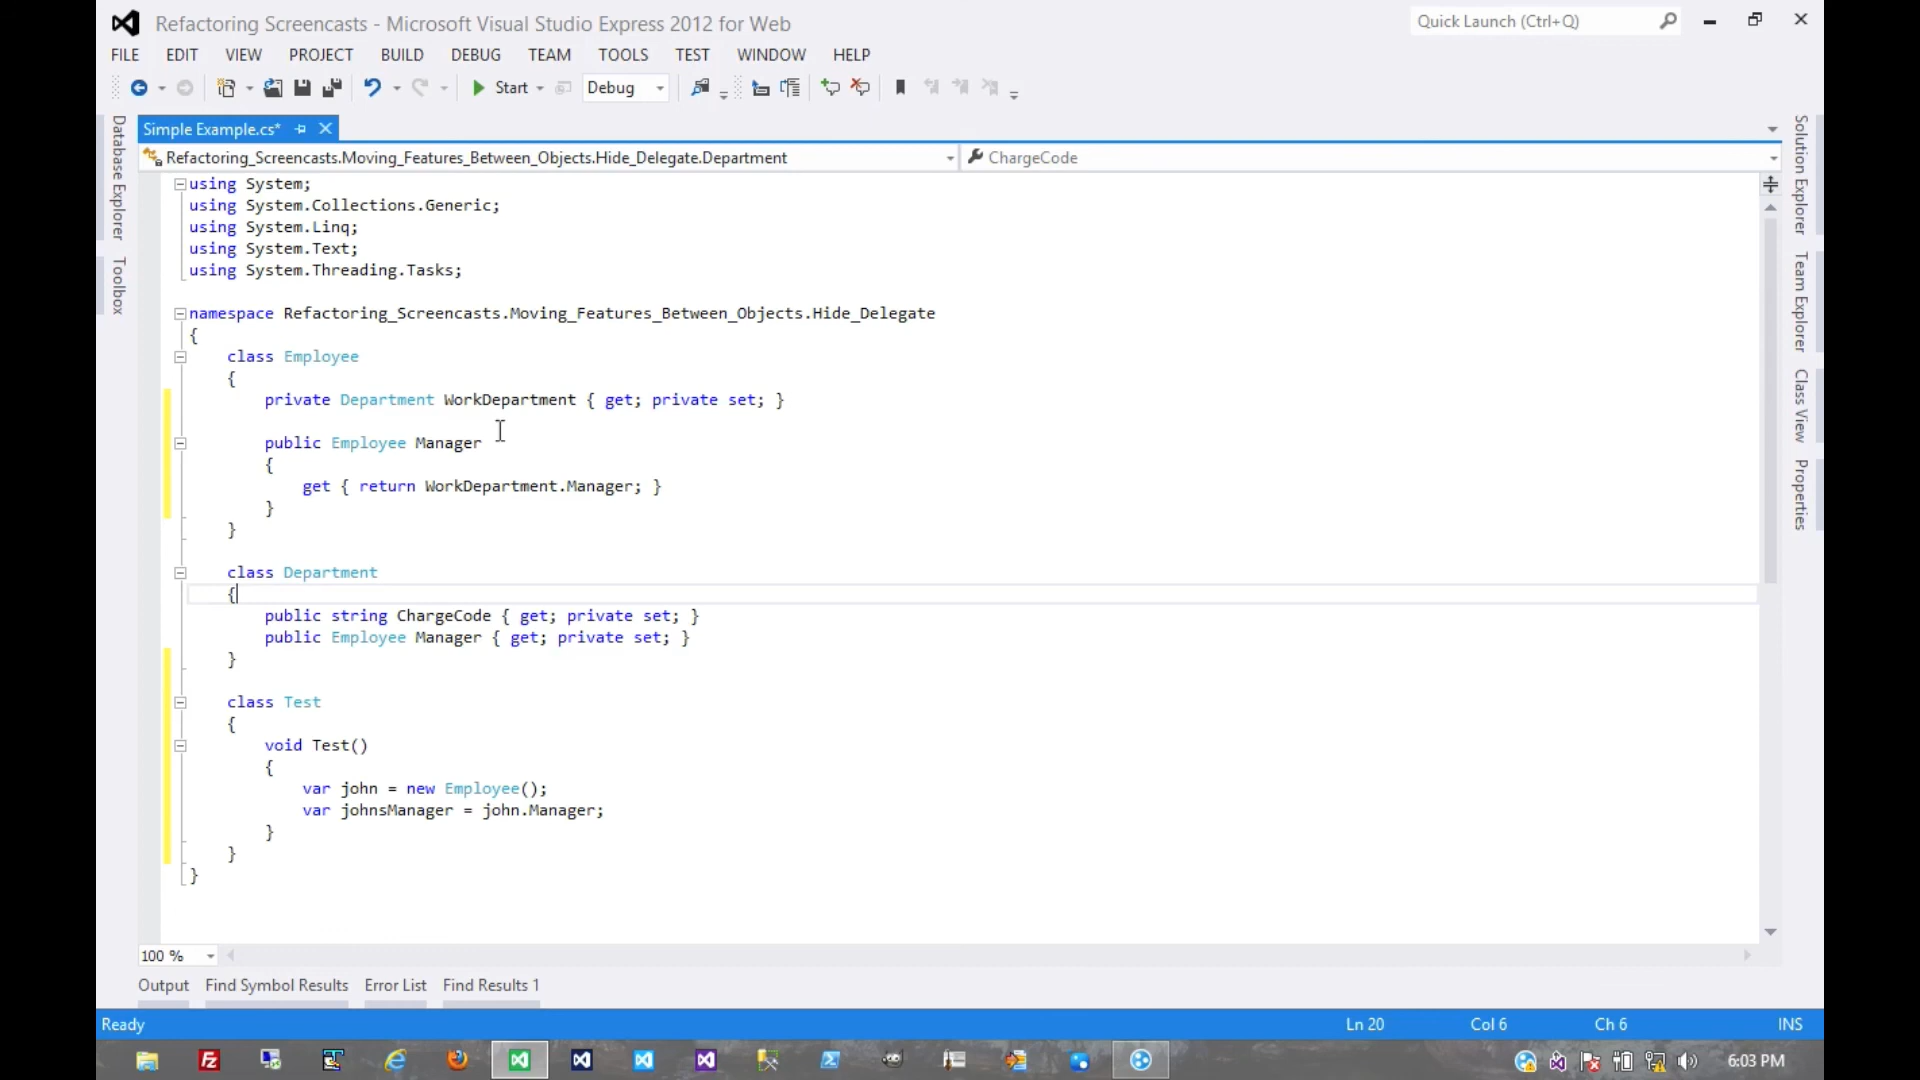 Refactoring Screencasts - Microsoft Visual Studio Express 2012 for Web
Quick Launch (Ctrl+Q)
FILE EDIT VIEW PROJECT BUILD DEBUG TEAM TOOLS TEST WINDOW HELP
Start Debug
Database Explorer
Toolbox
Simple Example.cs*
Refactoring_Screencasts.Moving_Features_Between_Objects.Hide_Delegate.Department
ChargeCode
using System;
using System.Collections.Generic;
using System.Linq;
using System.Text;
using System.Threading.Tasks;
namespace Refactoring_Screencasts.Moving_Features_Between_Objects.Hide_Delegate
{
class Employee
{
private Department WorkDepartment { get; private set; }
public Employee Manager
{
get { return WorkDepartment.Manager; }
}
}
class Department
{
public string ChargeCode { get; private set; }
public Employee Manager { get; private set; }
}
class Test
{
void Test()
{
var john = new Employee();
var johnsManager = john.Manager;
}
}
}
Solution Explorer
Team Explorer
Class View
Properties
100 %
Output Find Symbol Results Error List Find Results 1
Ready Ln 20 Col 6 Ch 6 INS
6:03 PM